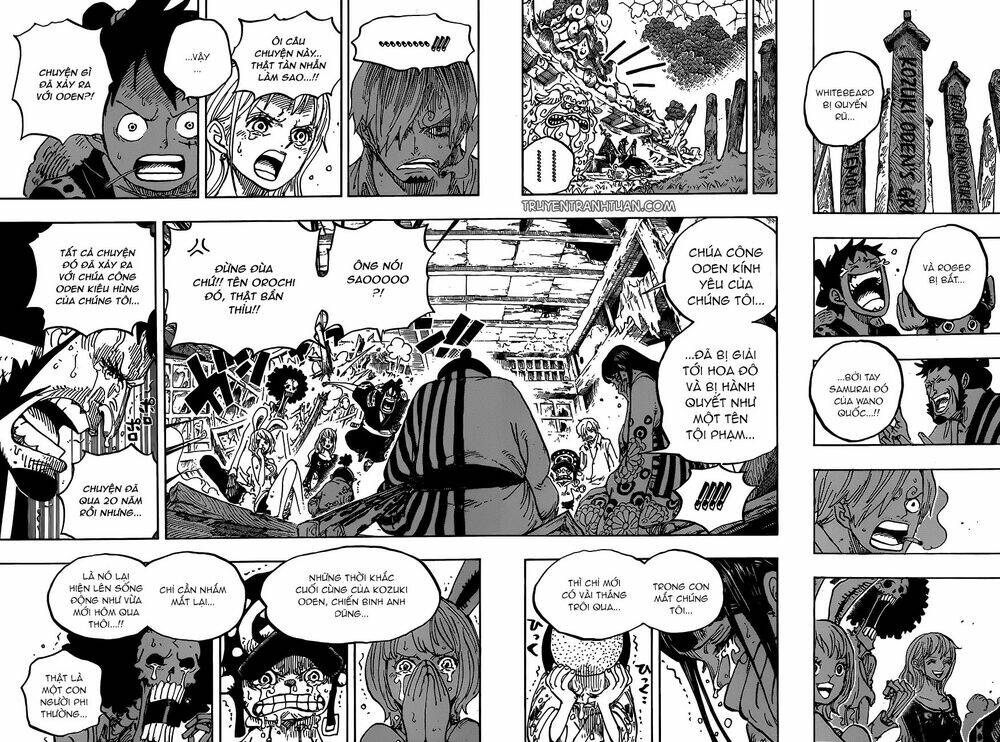 WHITEBEARD
BỊ QUYẾN
RŨ...
KOZUKI ODEN'S GR
VÀ ROGER
BỊ BẮT...
...BỞI TAY
SAMURAI ĐÓ
CỦA WANO
QUỐC...!!
TRUYENTRANHTUAN.COM
..........!!!
ÔI CÂU
CHUYỆN NÀY...
THẬT TÀN NHẪN
LÀM SAO...!!
...VẬY
...
CHUYỆN GÌ
ĐÃ XẢY RA
VỚI ODEN?!
CHÚA CÔNG
ODEN KÍNH
YÊU CỦA
CHÚNG TÔI...
...ĐÃ BỊ GIẢI
TỚI HOA ĐÔ
VÀ BỊ HÀNH
QUYẾT NHƯ
MỘT TÊN
TỘI PHẠM...
!!!!
ÔNG NÓI
SAOOOOO
?!
ĐỪNG ĐÙA
CHỨ!! TÊN OROCHI
ĐÓ, THẬT BẨN
THỈU!!
TẤT CẢ CHUYỆN
ĐÓ ĐÃ XẢY RA
VỚI CHÚA CÔNG
ODEN KIÊU HÙNG
CỦA CHÚNG TÔI...
CHUYỆN ĐÃ
QUA 20 NĂM
RỒI NHƯNG...
TRONG CON
MẮT CHÚNG
TÔI...
THÌ CHỈ MỚI
CÓ VÀI THÁNG
TRÔI QUA...
ひっく
ひっく
NHỮNG THỜI KHẮC
CUỐI CÙNG CỦA KOZUKI
ODEN, CHIẾN BINH ANH
DŨNG...
CHỈ CẦN NHẮM
MẮT LẠI...
LÀ NÓ LẠI
HIỆN LÊN SỐNG
ĐỘNG NHƯ VỪA
MỚI HÔM QUA
THÔI...!!
THẬT LÀ
MỘT CON
NGƯỜI PHI
THƯỜNG...